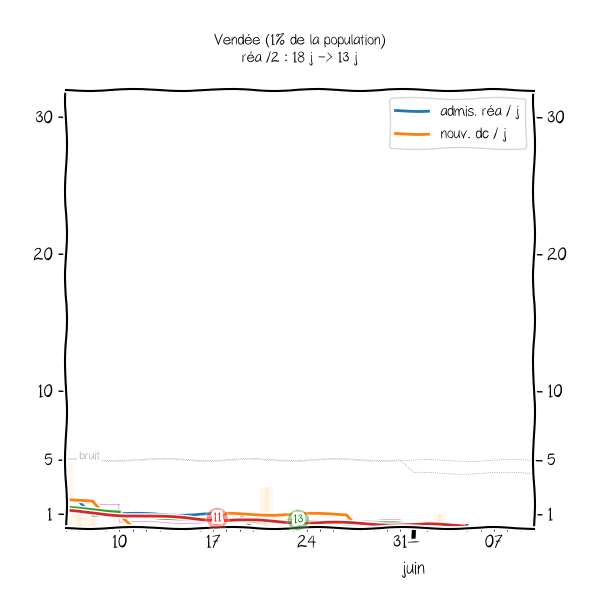 Vendée (1% de la population)
réa /2 : 18 j -> 13 j
admis. réa / j
nouv. dc / j
30
30
20
20
10
10
5
bruit
5
1
11
13
1
10
17
24
31
07
juin